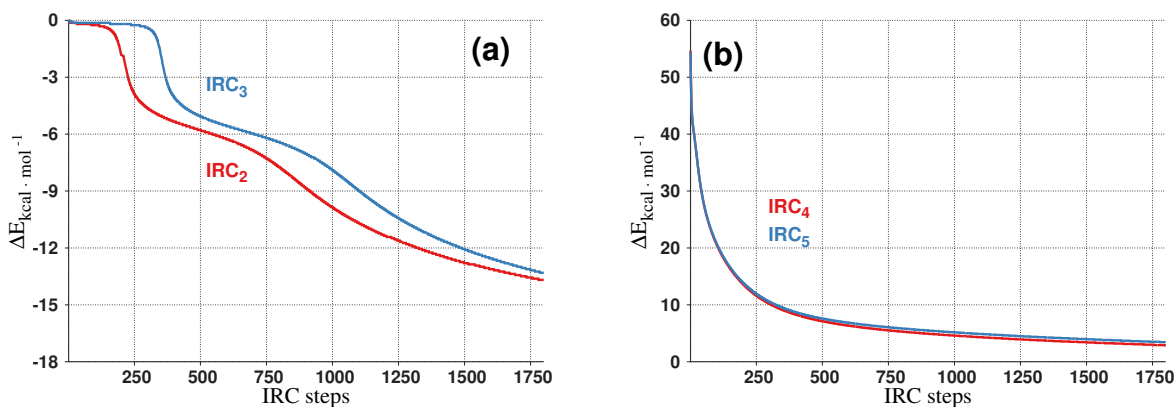 (a)
0
-3
-6
-9
-12
-15
-18
ΔE kcal · mol -1
IRC3
IRC2
250 500 750 1000 1250 1500 1750
IRC steps
(b)
60
50
40
30
20
10
0
ΔE kcal · mol -1
IRC4
IRC5
250 500 750 1000 1250 1500 1750
IRC steps